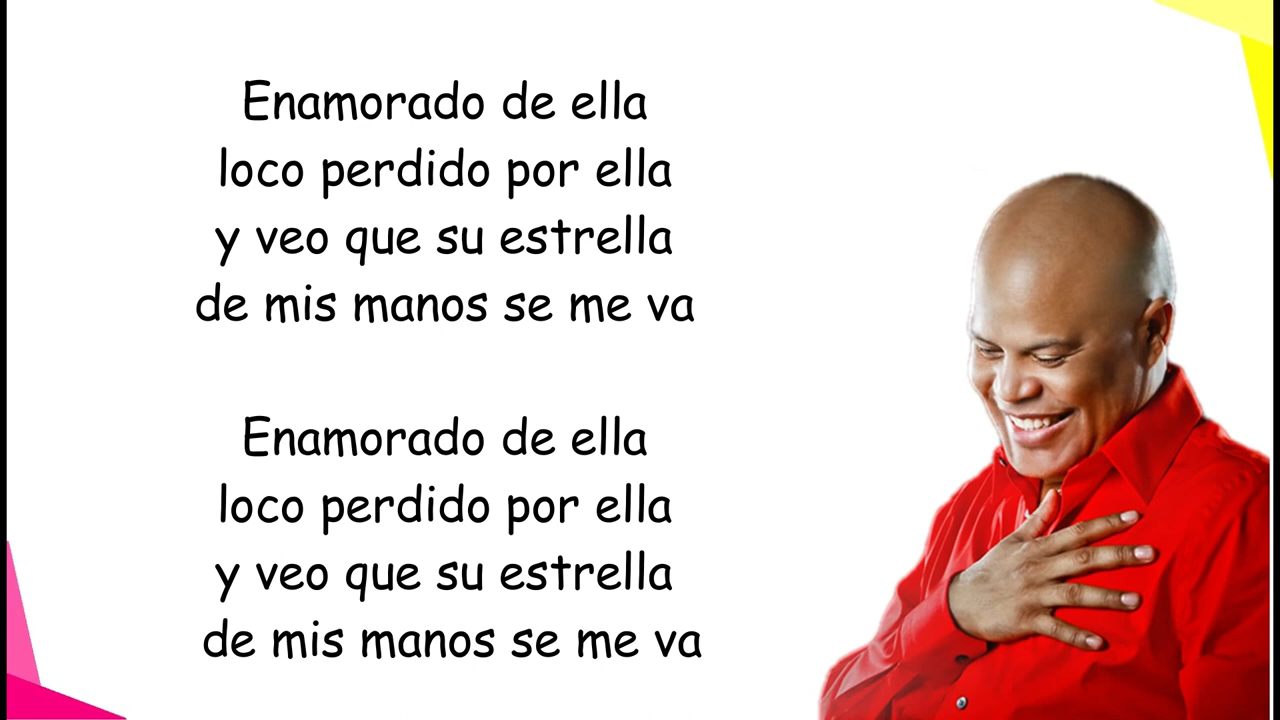 Enamorado de ella
loco perdido por ella
y veo que su estrella
de mis manos se me va
Enamorado de ella
loco perdido por ella
y veo que su estrella
de mis manos se me va